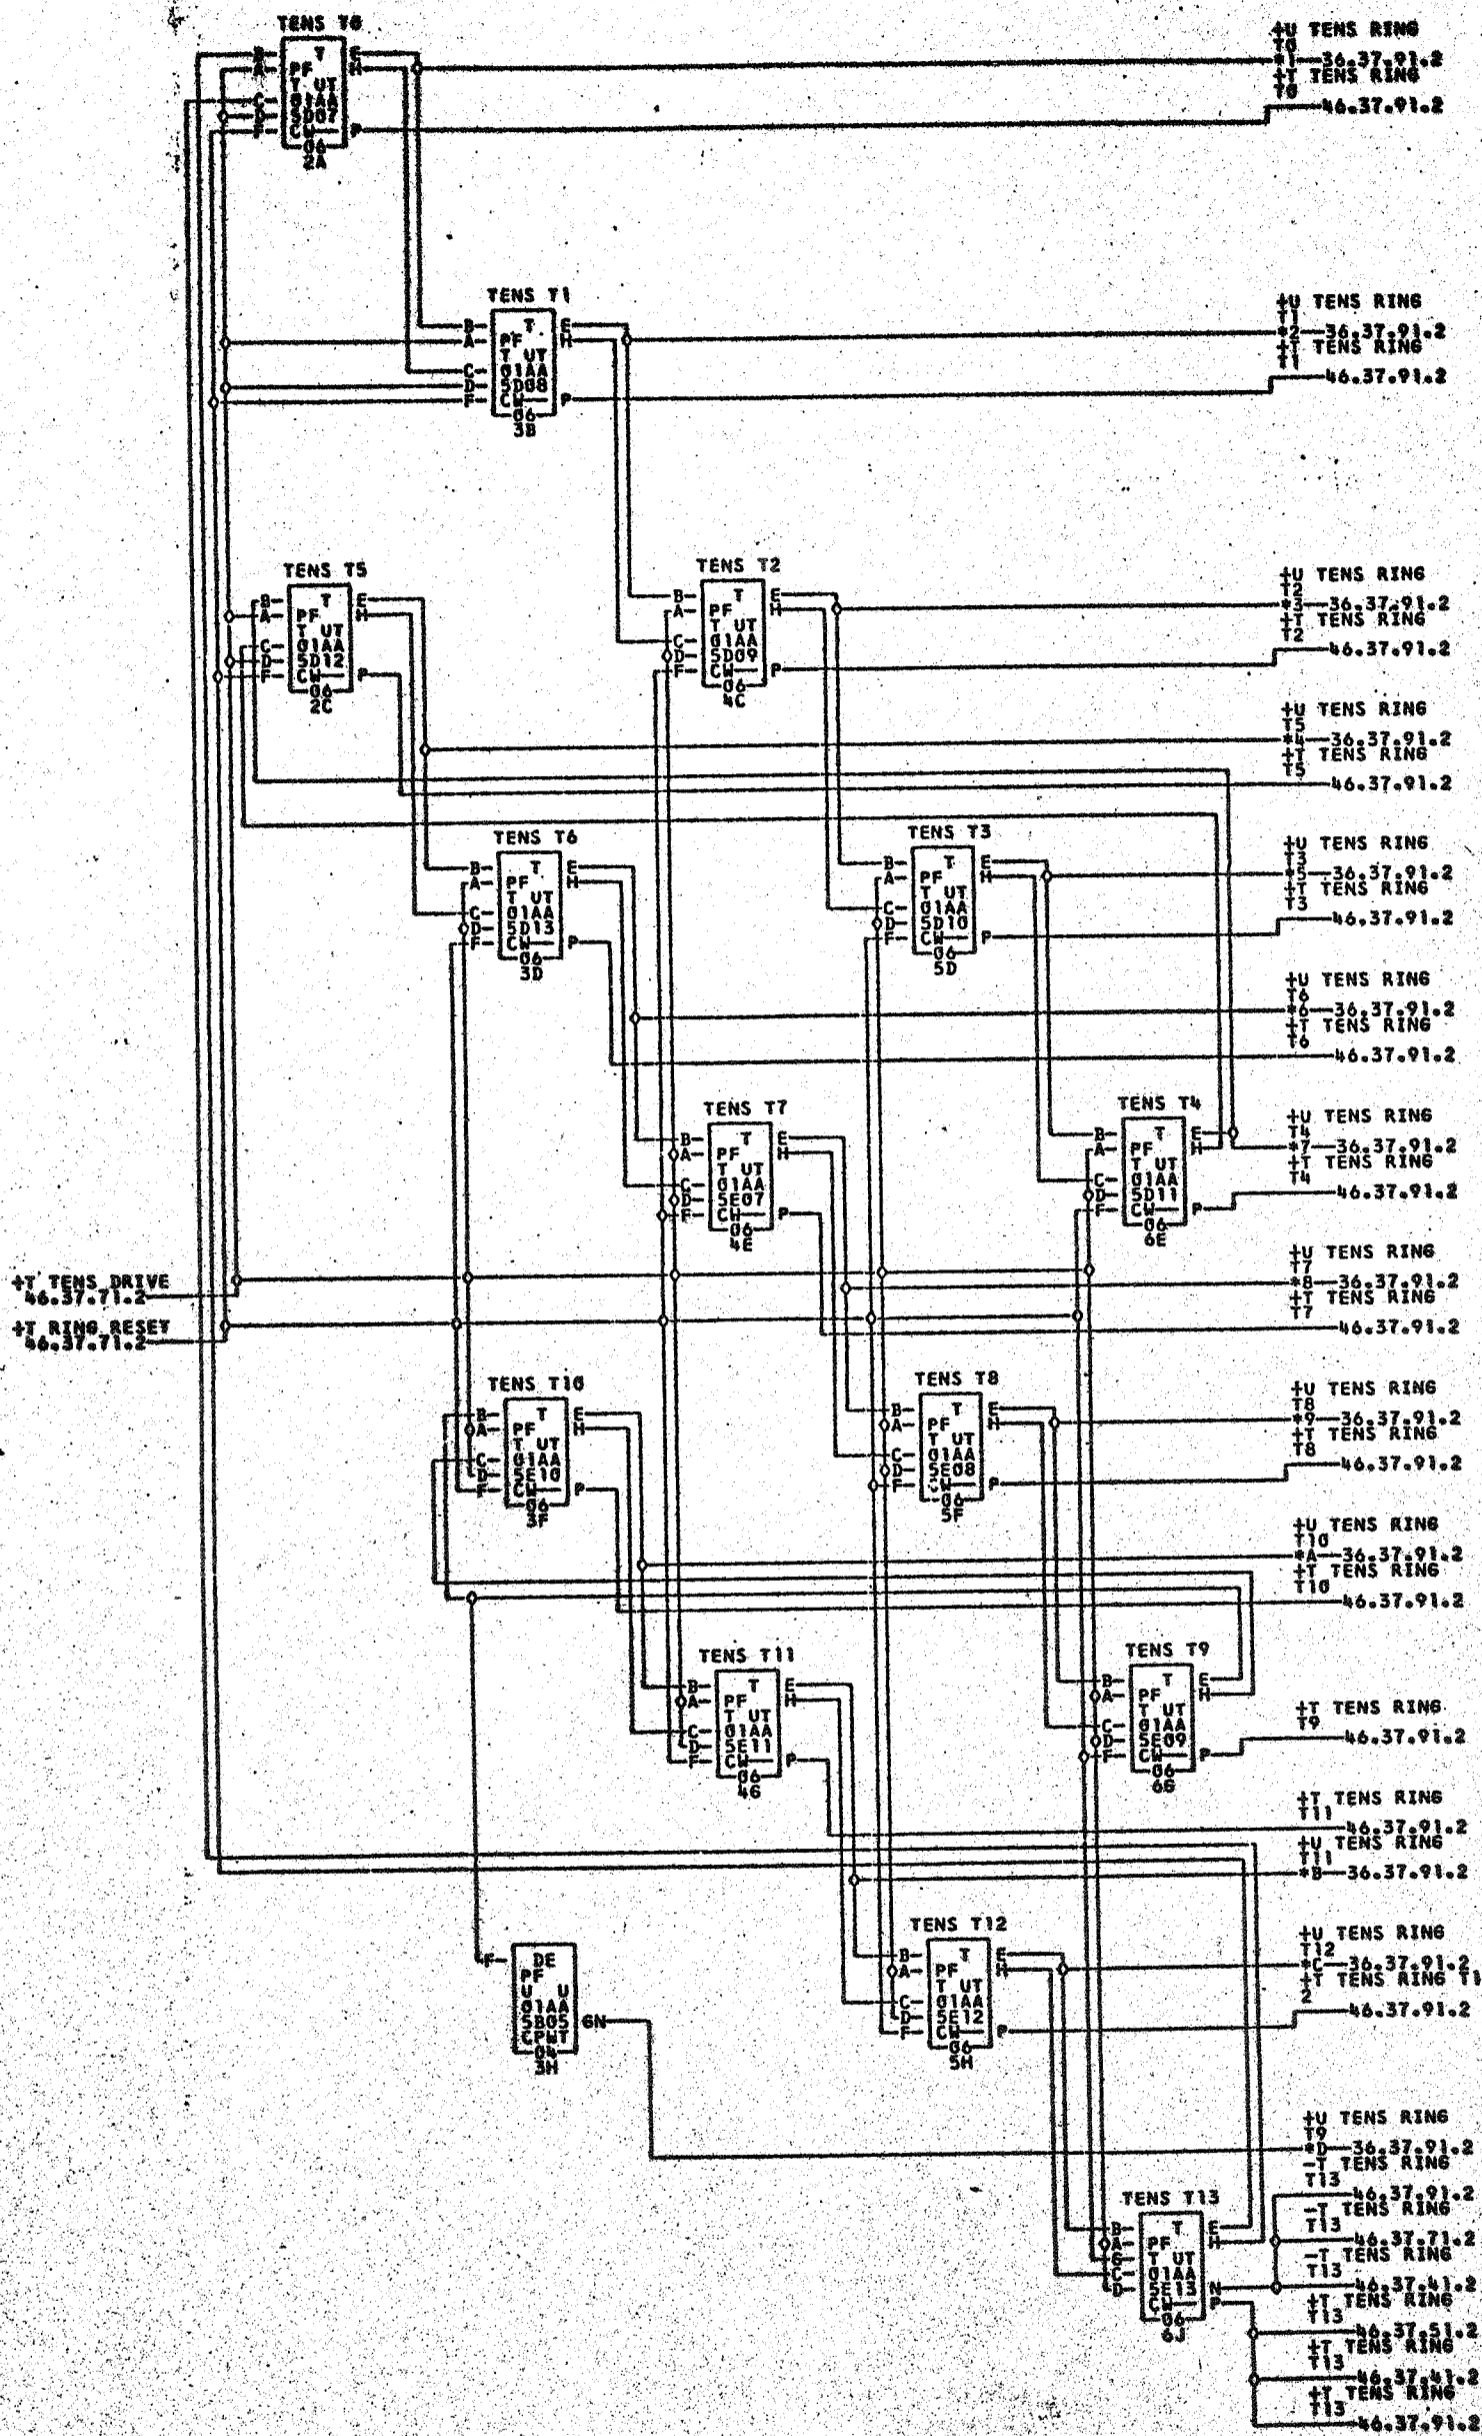 TENS T0
B T E
A PF H
T UT
C 01AA
D 5D07
F CW P
06
2A
+U TENS RING
T0
*1 36.37.91.2
+T TENS RING
T0
46.37.91.2
TENS T1
B T E
A PF H
T UT
C 01AA
D 5D08
F CW P
06
3B
+U TENS RING
T1
*2 36.37.91.2
+T TENS RING
T1
46.37.91.2
TENS T5
B T E
A PF H
T UT
C 01AA
D 5D12
F CW P
06
2C
TENS T2
B T E
A PF H
T UT
C 01AA
D 5D09
F CW P
06
4C
+U TENS RING
T2
*3 36.37.91.2
+T TENS RING
T2
46.37.91.2
+U TENS RING
T5
*4 36.37.91.2
+T TENS RING
T5
46.37.91.2
TENS T6
B T E
A PF H
T UT
C 01AA
D 5D13
F CW P
06
3D
TENS T3
B T E
A PF H
T UT
C 01AA
D 5D10
F CW P
06
5D
+U TENS RING
T3
*5 36.37.91.2
+T TENS RING
T3
46.37.91.2
+U TENS RING
T6
*6 36.37.91.2
+T TENS RING
T6
46.37.91.2
TENS T7
B T E
A PF H
T UT
C 01AA
D 5E07
F CW P
06
4E
TENS T4
B T E
A PF H
T UT
C 01AA
D 5D11
F CW P
06
6E
+U TENS RING
T4
*7 36.37.91.2
+T TENS RING
T4
46.37.91.2
+T TENS DRIVE
46.37.71.2
+T RING RESET
46.37.71.2
+U TENS RING
T7
*8 36.37.91.2
+T TENS RING
T7
46.37.91.2
TENS T10
B T E
A PF H
T UT
C 01AA
D 5E10
F CW P
06
3F
TENS T8
B T E
A PF H
T UT
C 01AA
D 5E08
F CW P
06
5F
+U TENS RING
T8
*9 36.37.91.2
+T TENS RING
T8
46.37.91.2
+U TENS RING
T10
*A 36.37.91.2
+T TENS RING
T10
46.37.91.2
TENS T11
B T E
A PF H
T UT
C 01AA
D 5E11
F CW P
06
4G
TENS T9
B T E
A PF H
T UT
C 01AA
D 5E09
F CW P
06
6G
+T TENS RING
T9
46.37.91.2
+T TENS RING
T11
46.37.91.2
+U TENS RING
T11
*B 36.37.91.2
F DE
PF
U U
01AA
5B05 GN
CPWT
04
3H
TENS T12
B T E
A PF H
T UT
C 01AA
D 5E12
F CW P
06
5H
+U TENS RING
T12
*C 36.37.91.2
+T TENS RING T1
2
46.37.91.2
+U TENS RING
T9
*D 36.37.91.2
-T TENS RING
T13
46.37.91.2
-T TENS RING
T13
46.37.71.2
-T TENS RING
T13
46.37.41.2
+T TENS RING
T13
46.37.51.2
+T TENS RING
T13
46.37.41.2
+T TENS RING
T13
46.37.91.2
TENS T13
B T E
A PF H
G T UT
C 01AA
D 5E13 N
CW P
06
6J